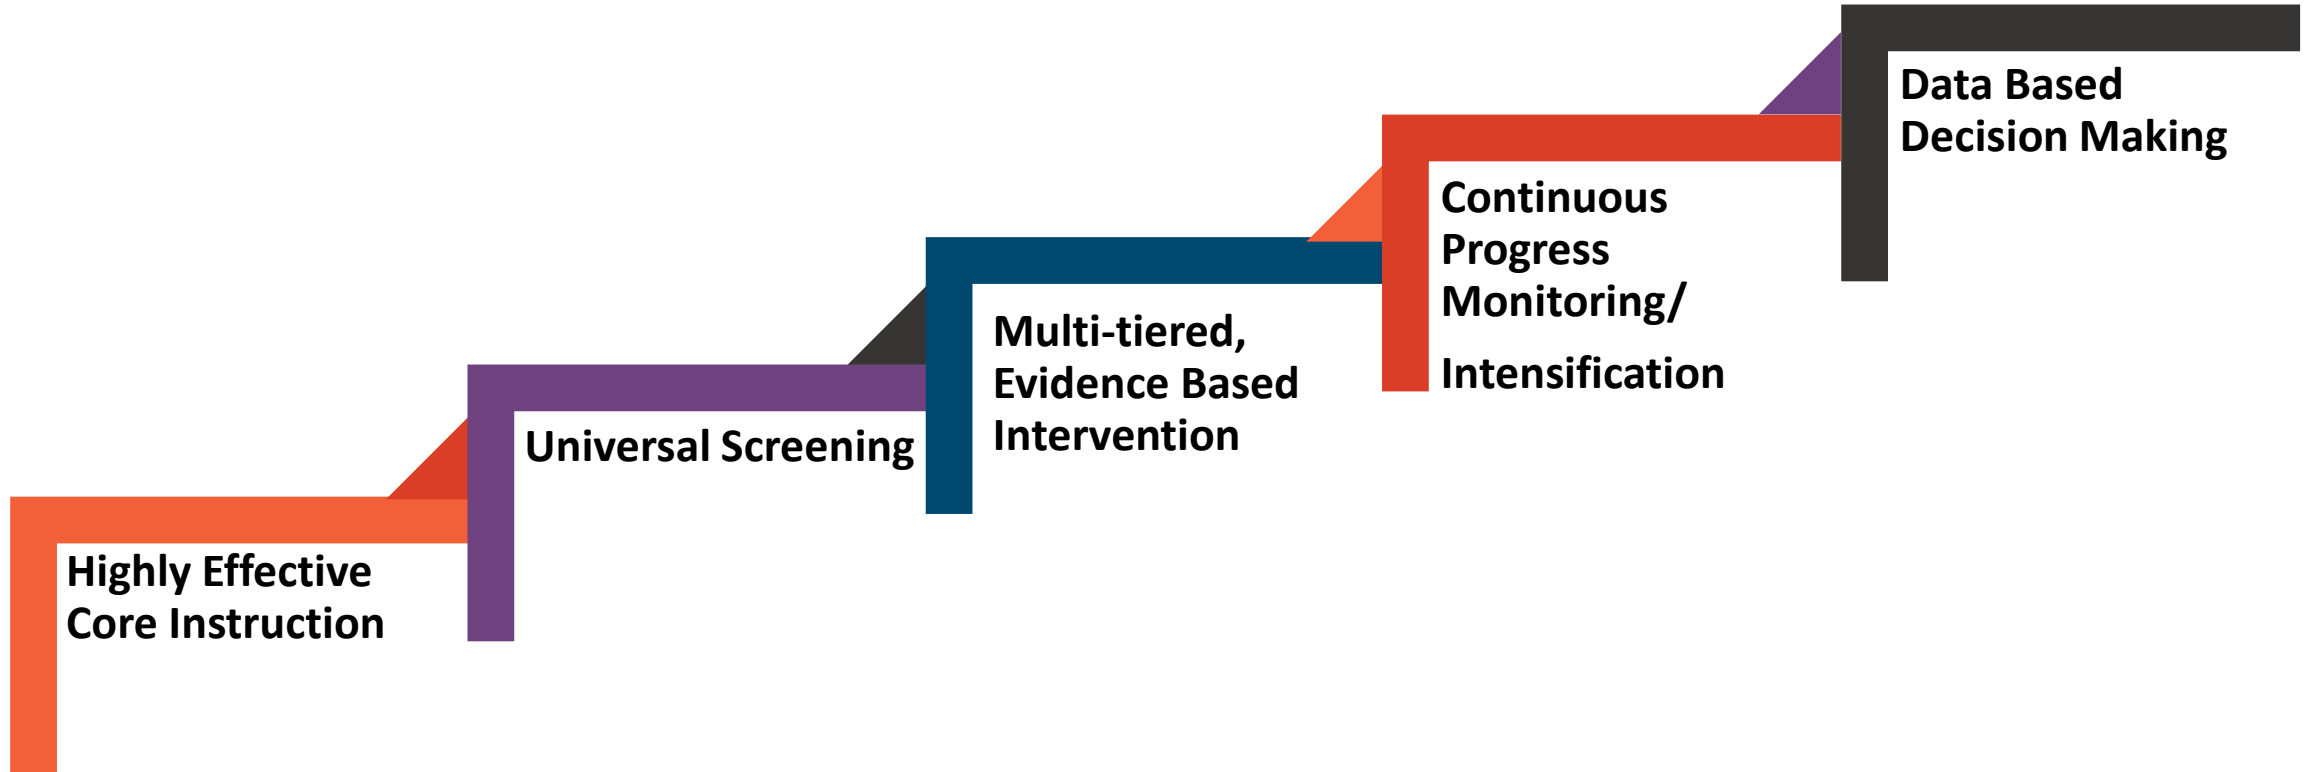 Highly Effective
Core Instruction
Universal Screening
Multi-tiered,
Evidence Based
Intervention
Continuous
Progress
Monitoring/
Intensification
Data Based
Decision Making